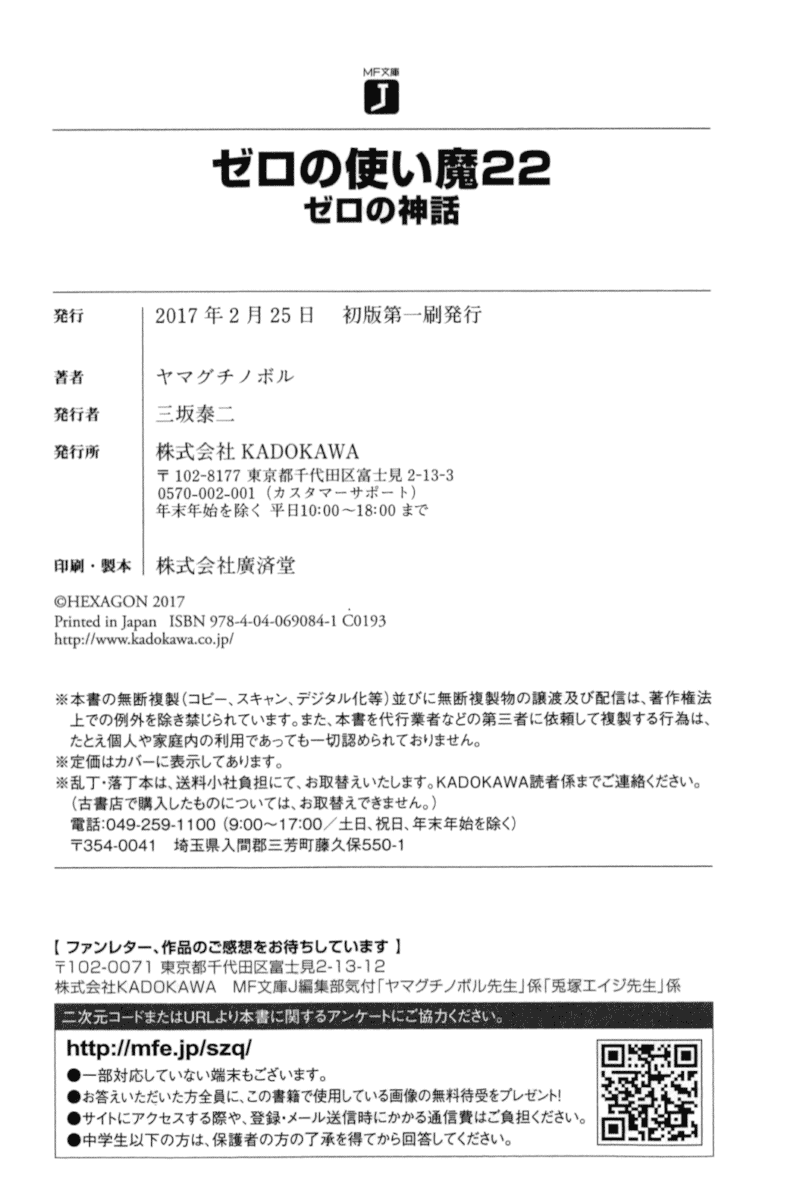 MF文庫
J
ゼロの使い魔22
ゼロの神話
発行 2017年2月25日 初版第一刷発行
著者 ヤマグチノボル
発行者 三坂泰二
発行所 株式会社 KADOKAWA
〒102-8177 東京都千代田区富士見 2-13-3
0570-002-001（カスタマーサポート）
年末年始を除く 平日10:00～18:00 まで
印刷・製本 株式会社廣済堂
©HEXAGON 2017
Printed in Japan ISBN 978-4-04-069084-1 C0193
http://www.kadokawa.co.jp/
※本書の無断複製（コピー、スキャン、デジタル化等）並びに無断複製物の譲渡及び配信は、著作権法
上での例外を除き禁じられています。また、本書を代行業者などの第三者に依頼して複製する行為は、
たとえ個人や家庭内の利用であっても一切認められておりません。
※定価はカバーに表示してあります。
※乱丁・落丁本は、送料小社負担にて、お取替えいたします。KADOKAWA読者係までご連絡ください。
（古書店で購入したものについては、お取替えできません。）
電話:049-259-1100（9:00～17:00／土日、祝日、年末年始を除く）
〒354-0041 埼玉県入間郡三芳町藤久保550-1
【 ファンレター、作品のご感想をお待ちしています 】
〒102-0071 東京都千代田区富士見2-13-12
株式会社KADOKAWA MF文庫J編集部気付「ヤマグチノボル先生」係「兎塚エイジ先生」係
二次元コードまたはURLより本書に関するアンケートにご協力ください。
http://mfe.jp/szq/
●一部対応していない端末もございます。
●お答えいただいた方全員に、この書籍で使用している画像の無料待受をプレゼント!
●サイトにアクセスする際や、登録・メール送信時にかかる通信費はご負担ください。
●中学生以下の方は、保護者の方の了承を得てから回答してください。